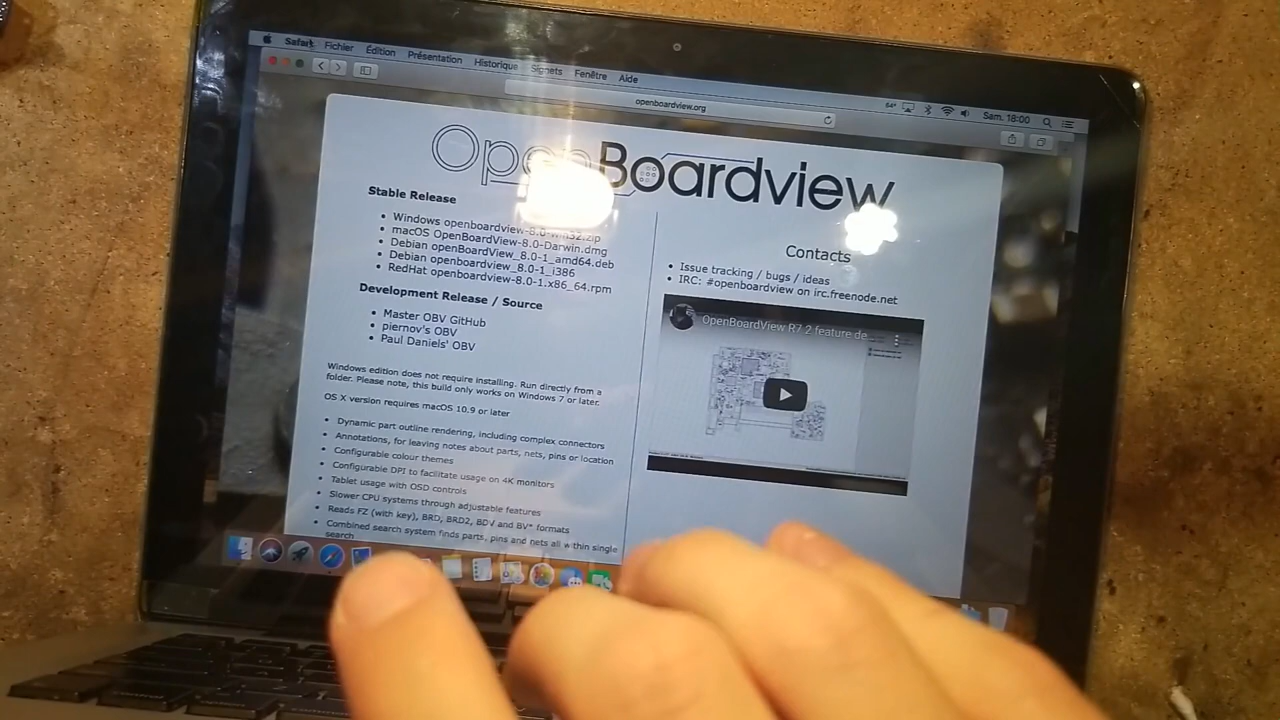 Safari Fichier Édition Présentation Historique Signets Fenêtre Aide
Sam. 18:00
openboardview.org
OpenBoardview
Stable Release
Windows openboardview-8.0-win32.zip
macOS OpenBoardView-8.0-Darwin.dmg
Debian openboardView_8.0-1_amd64.deb
Debian openboardview_8.0-1_i386
RedHat openboardview-8.0-1.x86_64.rpm
Development Release / Source
Master OBV GitHub
piernov's OBV
Paul Daniels' OBV
Windows edition does not require installing. Run directly from a
folder. Please note, this build only works on Windows 7 or later.
OS X version requires macOS 10.9 or later
Dynamic part outline rendering, including complex connectors
Annotations, for leaving notes about parts, nets, pins or location
Configurable colour themes
Configurable DPI to facilitate usage on 4K monitors
Tablet usage with OSD controls
Slower CPU systems through adjustable features
Reads FZ (with key), BRD, BRD2, BDV and BV* formats
Combined search system finds parts, pins and nets all within single
search
Contacts
Issue tracking / bugs / ideas
IRC: #openboardview on irc.freenode.net
OpenBoardView R7.2 feature de
control